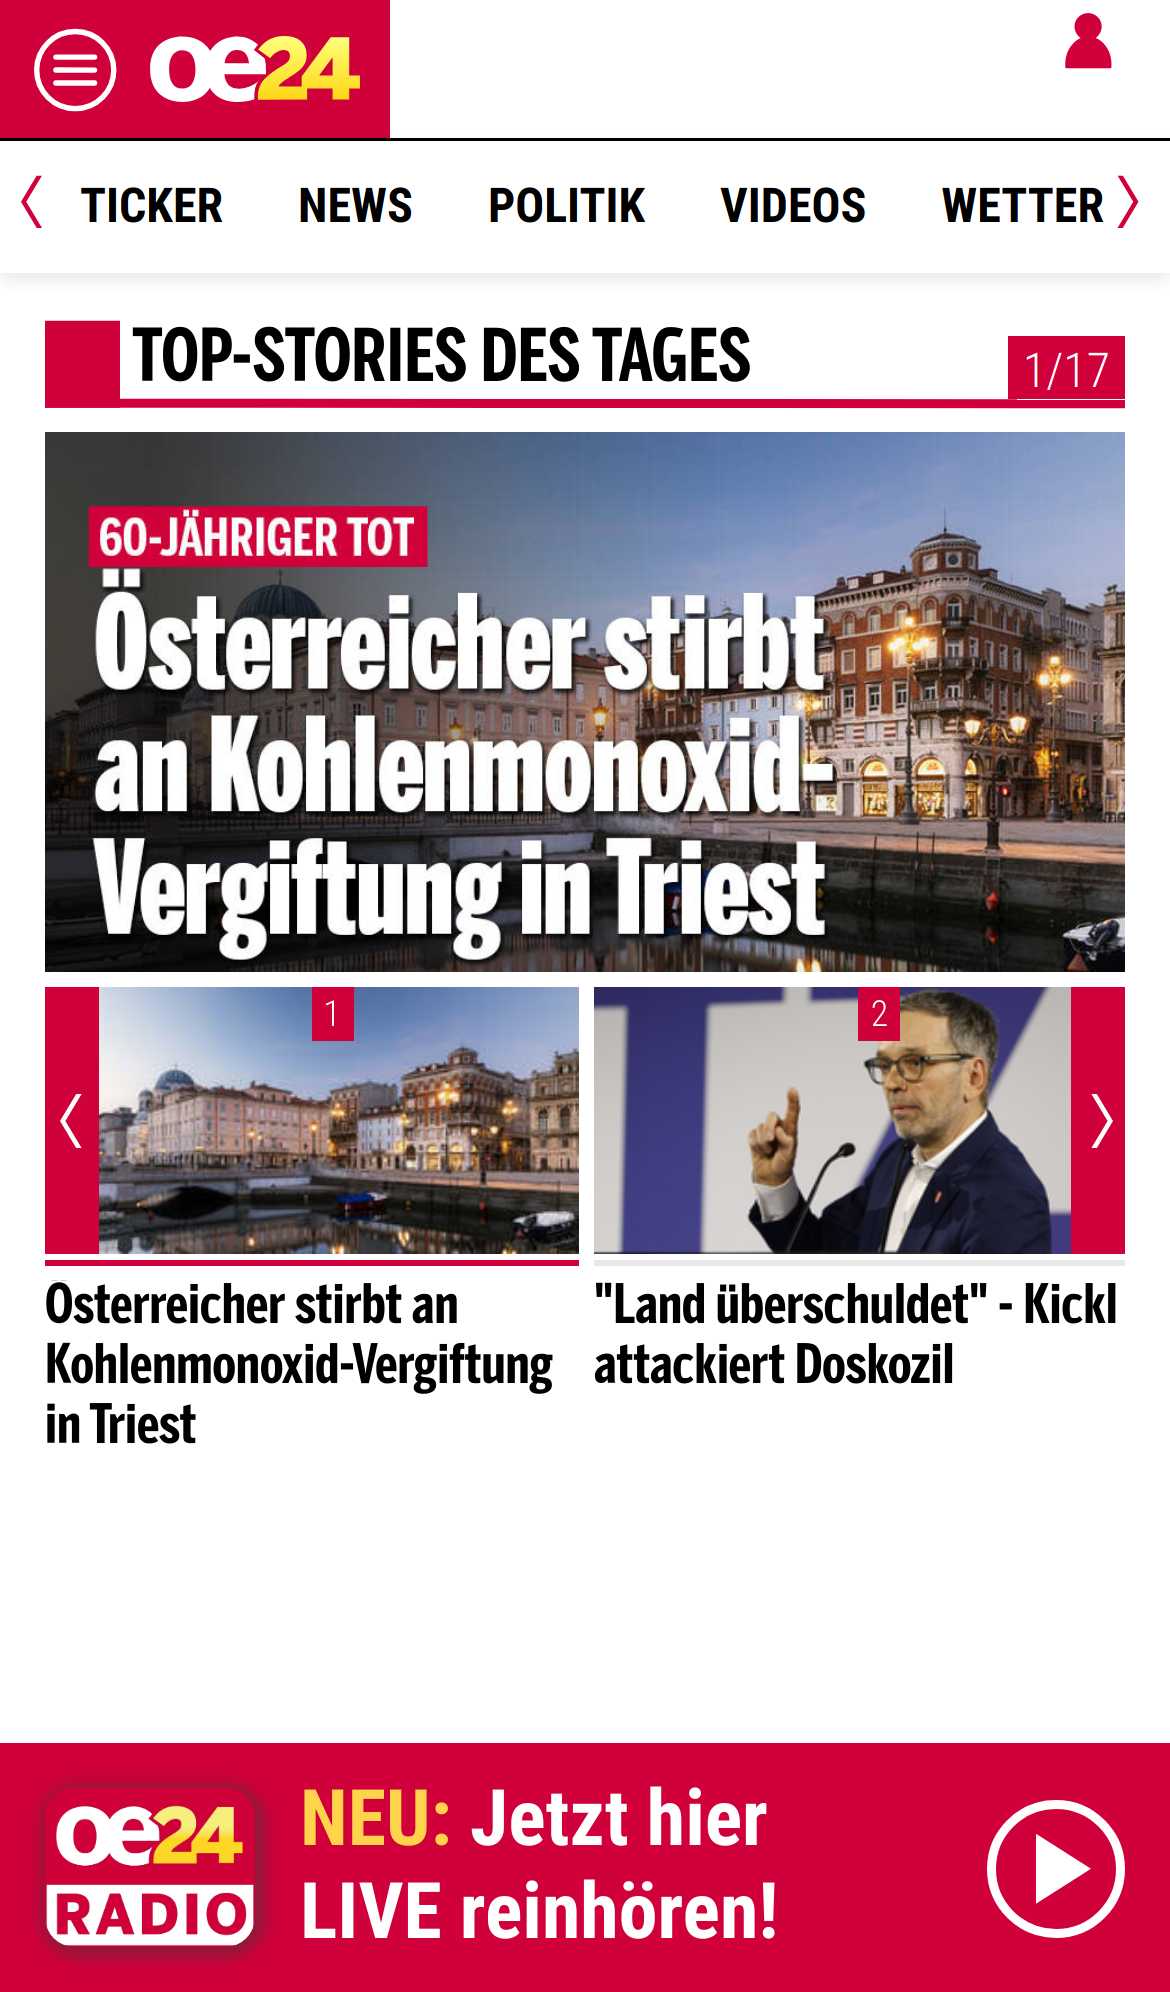 oe24
TICKER NEWS POLITIK VIDEOS WETTER
TOP-STORIES DES TAGES
1/17
60-JÄHRIGER TOT
Österreicher stirbt
an Kohlenmonoxid-
Vergiftung in Triest
1
2
Österreicher stirbt an
Kohlenmonoxid-Vergiftung
in Triest
"Land überschuldet" - Kickl
attackiert Doskozil
oe24
RADIO
NEU: Jetzt hier
LIVE reinhören!